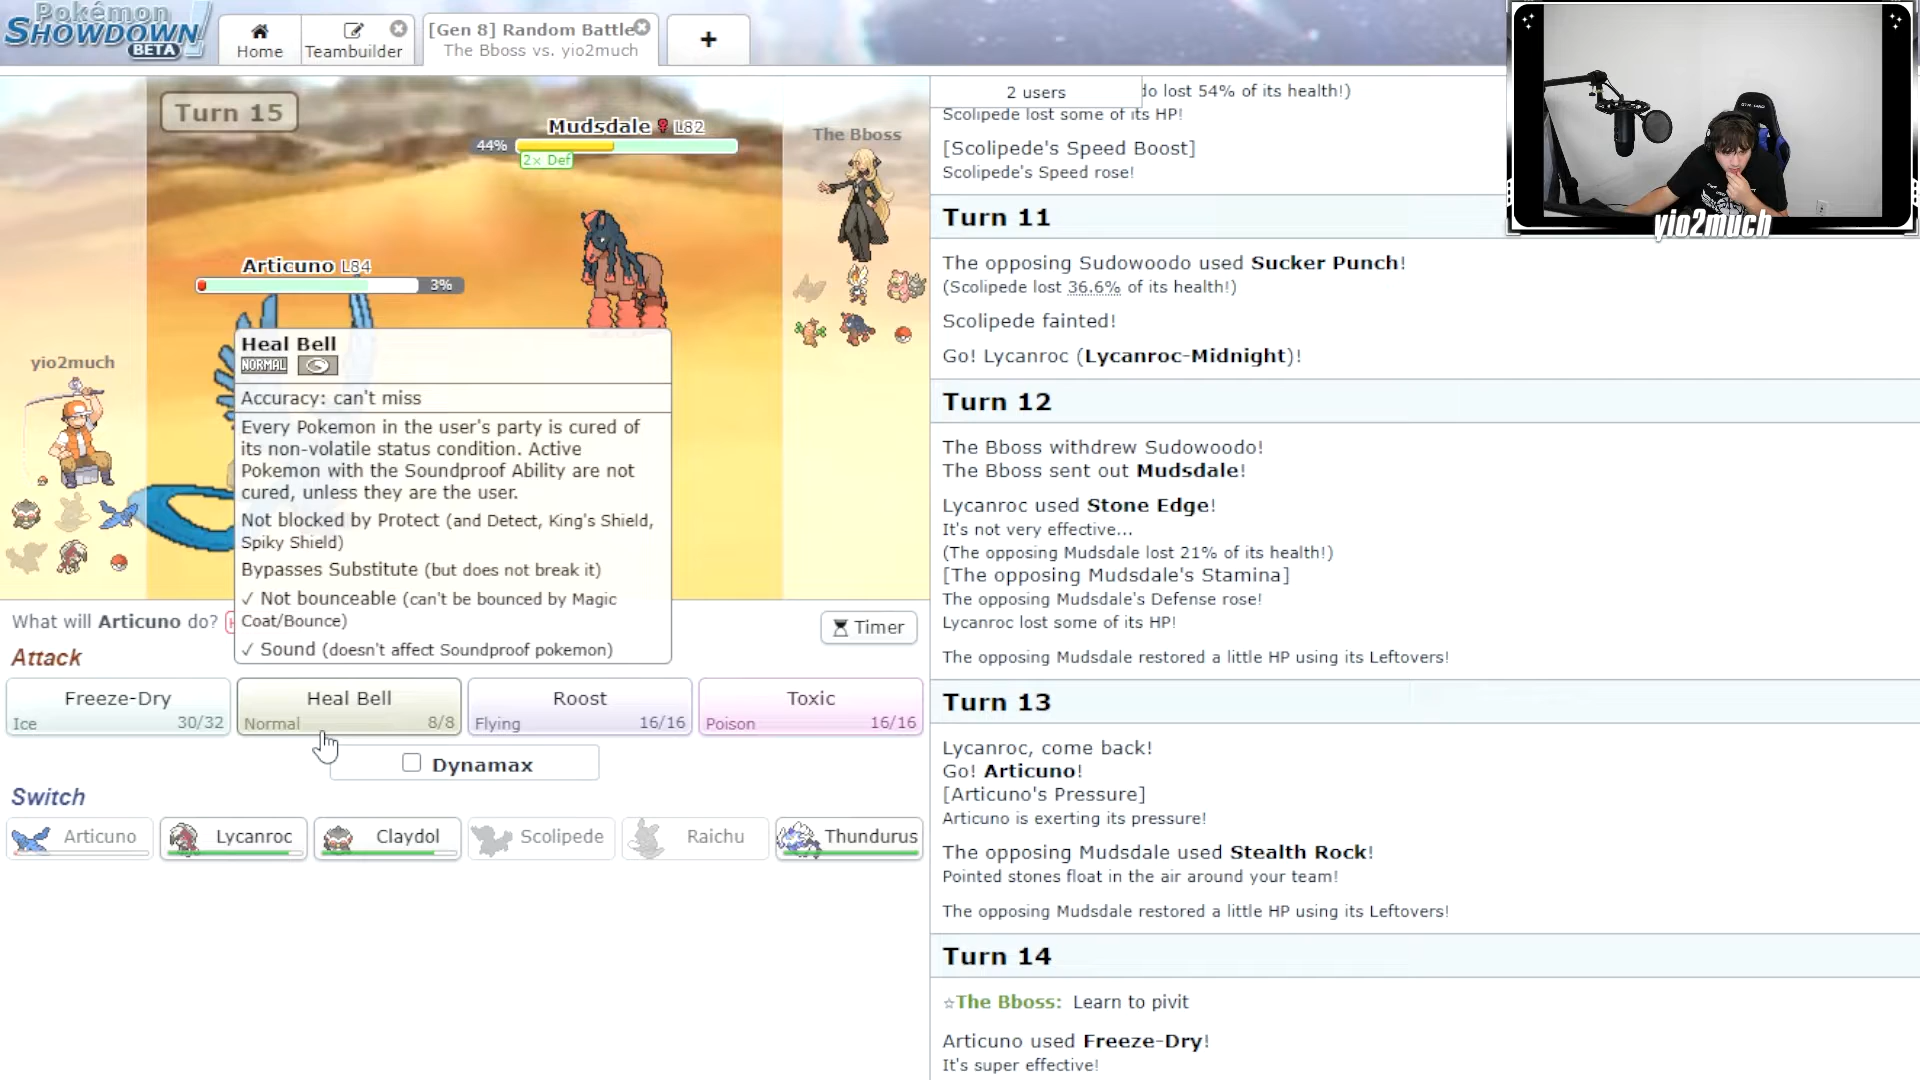 Pokémon
SHOWDOWN
BETA
Home
Teambuilder
[Gen 8] Random Battle
The Bboss vs. yio2much
+
Turn 15
Mudsdale L82
44%
2× Def
The Bboss
Articuno L84
3%
yio2much
Heal Bell
NORMAL
Accuracy: can't miss
Every Pokemon in the user's party is cured of
its non-volatile status condition. Active
Pokemon with the Soundproof Ability are not
cured, unless they are the user.
Not blocked by Protect (and Detect, King's Shield,
Spiky Shield)
Bypasses Substitute (but does not break it)
✓ Not bounceable (can't be bounced by Magic
Coat/Bounce)
✓ Sound (doesn't affect Soundproof pokemon)
What will Articuno do?
Timer
Attack
Freeze-Dry
Ice 30/32
Heal Bell
Normal 8/8
Roost
Flying 16/16
Toxic
Poison 16/16
Dynamax
Switch
Articuno
Lycanroc
Claydol
Scolipede
Raichu
Thundurus
2 users
do lost 54% of its health!)
Scolipede lost some of its HP!
[Scolipede's Speed Boost]
Scolipede's Speed rose!
Turn 11
The opposing Sudowoodo used Sucker Punch!
(Scolipede lost 36.6% of its health!)
Scolipede fainted!
Go! Lycanroc (Lycanroc-Midnight)!
Turn 12
The Bboss withdrew Sudowoodo!
The Bboss sent out Mudsdale!
Lycanroc used Stone Edge!
It's not very effective...
(The opposing Mudsdale lost 21% of its health!)
[The opposing Mudsdale's Stamina]
The opposing Mudsdale's Defense rose!
Lycanroc lost some of its HP!
The opposing Mudsdale restored a little HP using its Leftovers!
Turn 13
Lycanroc, come back!
Go! Articuno!
[Articuno's Pressure]
Articuno is exerting its pressure!
The opposing Mudsdale used Stealth Rock!
Pointed stones float in the air around your team!
The opposing Mudsdale restored a little HP using its Leftovers!
Turn 14
☆The Bboss: Learn to pivit
Articuno used Freeze-Dry!
It's super effective!
yio2much